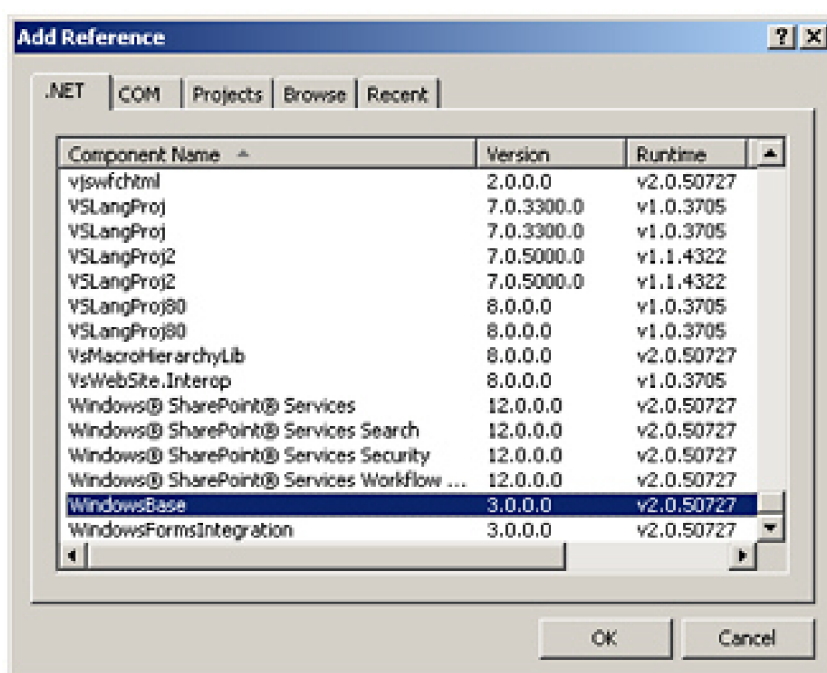 Add Reference
.NET COM Projects Browse Recent
Component Name Version Runtime
vjswfchtml 2.0.0.0 v2.0.50727
VSLangProj 7.0.3300.0 v1.0.3705
VSLangProj 7.0.3300.0 v1.0.3705
VSLangProj2 7.0.5000.0 v1.1.4322
VSLangProj2 7.0.5000.0 v1.1.4322
VSLangProj80 8.0.0.0 v1.0.3705
VSLangProj80 8.0.0.0 v1.0.3705
VsMacroHierarchyLib 8.0.0.0 v2.0.50727
VsWebSite.Interop 8.0.0.0 v1.0.3705
Windows® SharePoint® Services 12.0.0.0 v2.0.50727
Windows® SharePoint® Services Search 12.0.0.0 v2.0.50727
Windows® SharePoint® Services Security 12.0.0.0 v2.0.50727
Windows® SharePoint® Services Workflow ... 12.0.0.0 v2.0.50727
WindowsBase 3.0.0.0 v2.0.50727
WindowsFormsIntegration 3.0.0.0 v2.0.50727
OK Cancel